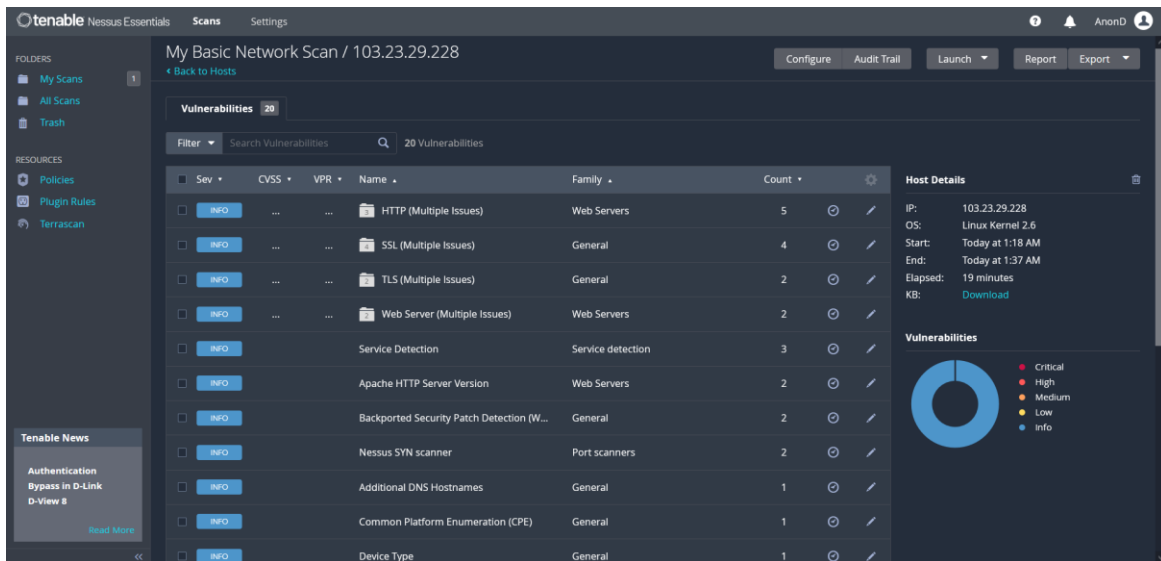 tenable Nessus Essentials Scans Settings AnonD
FOLDERS
My Scans 1
All Scans
Trash
RESOURCES
Policies
Plugin Rules
Terrascan
Tenable News
Authentication
Bypass in D-Link
D-View 8
Read More
My Basic Network Scan / 103.23.29.228
Back to Hosts
Configure Audit Trail Launch Report Export
Vulnerabilities 20
Filter Search Vulnerabilities 20 Vulnerabilities
Sev CVSS VPR Name Family Count
INFO ... ... 3 HTTP (Multiple Issues) Web Servers 5
INFO ... ... 4 SSL (Multiple Issues) General 4
INFO ... ... 2 TLS (Multiple Issues) General 2
INFO ... ... 2 Web Server (Multiple Issues) Web Servers 2
INFO Service Detection Service detection 3
INFO Apache HTTP Server Version Web Servers 2
INFO Backported Security Patch Detection (W... General 2
INFO Nessus SYN scanner Port scanners 2
INFO Additional DNS Hostnames General 1
INFO Common Platform Enumeration (CPE) General 1
INFO Device Type General 1
Host Details
IP: 103.23.29.228
OS: Linux Kernel 2.6
Start: Today at 1:18 AM
End: Today at 1:37 AM
Elapsed: 19 minutes
KB: Download
Vulnerabilities
Critical
High
Medium
Low
Info